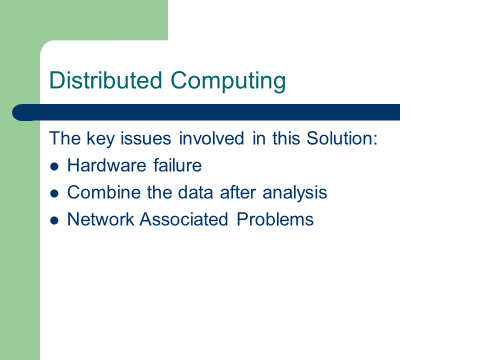 Distributed Computing
The key issues involved in this Solution:
● Hardware failure
● Combine the data after analysis
● Network Associated Problems